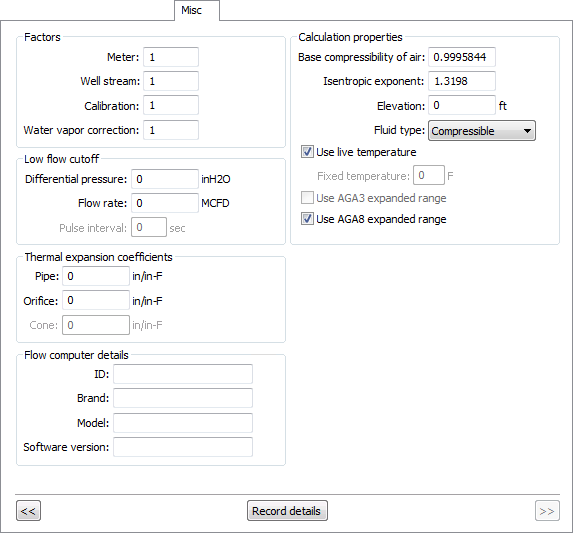 Misc
Factors
Meter: 1
Well stream: 1
Calibration: 1
Water vapor correction: 1
Low flow cutoff
Differential pressure: 0 inH2O
Flow rate: 0 MCFD
Pulse interval: 0 sec
Thermal expansion coefficients
Pipe: 0 in/in-F
Orifice: 0 in/in-F
Cone: 0 in/in-F
Flow computer details
ID:
Brand:
Model:
Software version:
Calculation properties
Base compressibility of air: 0.9995844
Isentropic exponent: 1.3198
Elevation: 0 ft
Fluid type: Compressible
Use live temperature
Fixed temperature: 0 F
Use AGA3 expanded range
Use AGA8 expanded range
<< Record details >>